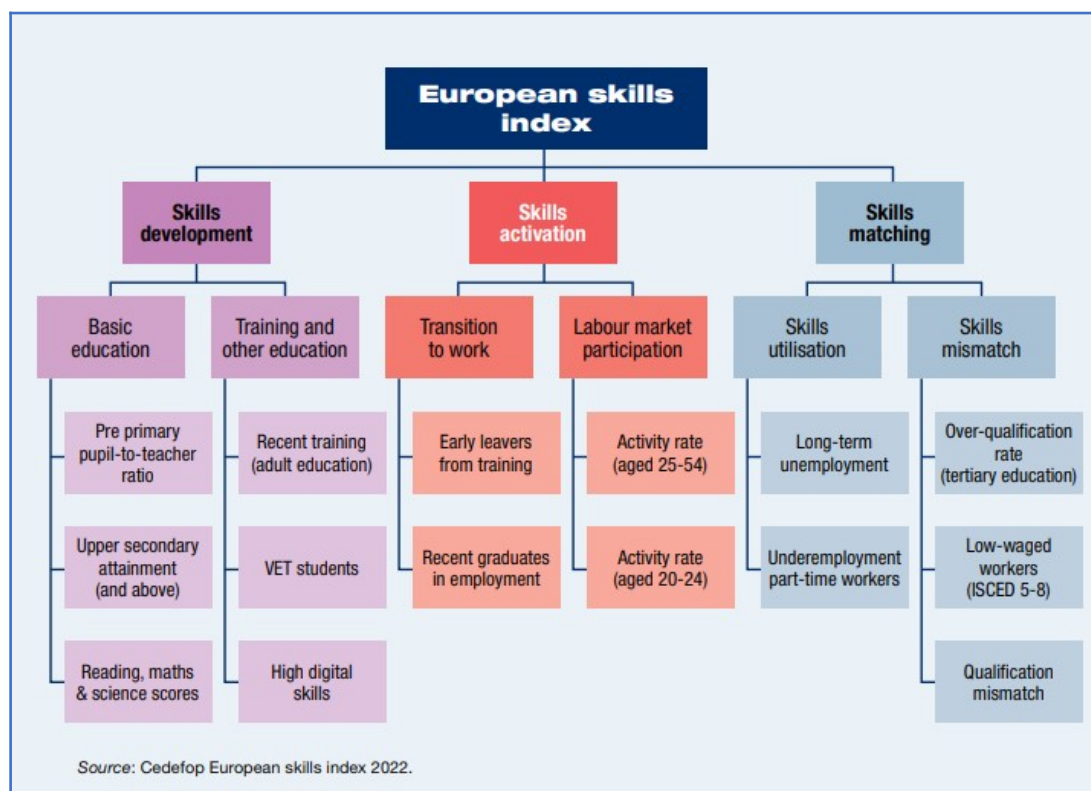 European skills
index
Skills
development
Skills
activation
Skills
matching
Basic
education
Training and
other education
Transition
to work
Labour market
participation
Skills
utilisation
Skills
mismatch
Pre primary
pupil-to-teacher
ratio
Recent training
(adult education)
Early leavers
from training
Activity rate
(aged 25-54)
Long-term
unemployment
Over-qualification
rate
(tertiary education)
Upper secondary
attainment
(and above)
VET students
Recent graduates
in employment
Activity rate
(aged 20-24)
Underemployment
part-time workers
Low-waged
workers
(ISCED 5-8)
Reading, maths
& science scores
High digital
skills
Qualification
mismatch
Source: Cedefop European skills index 2022.